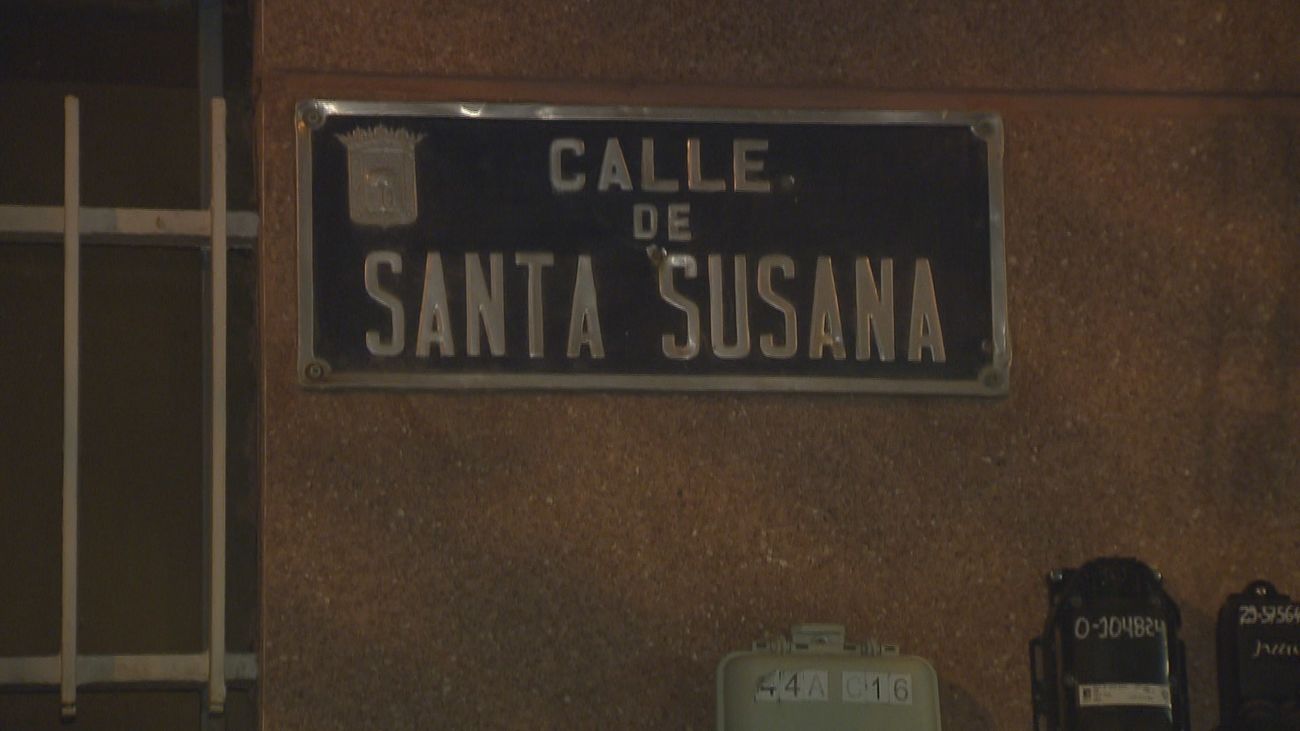 CALLE
DE
SANTA SUSANA
44A C16
0-304824